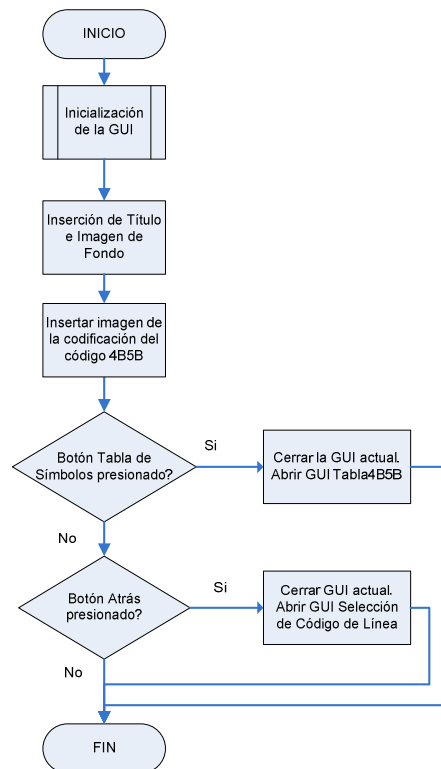 INICIO
Inicialización
de la GUI
Inserción de Título
e Imagen de
Fondo
Insertar imagen de
la codificación del
código 4B5B
Botón Tabla de
Símbolos presionado?
Si
Cerrar la GUI actual.
Abrir GUI Tabla4B5B
No
Botón Atrás
presionado?
Si
Cerrar GUI actual.
Abrir GUI Selección
de Código de Línea
No
FIN